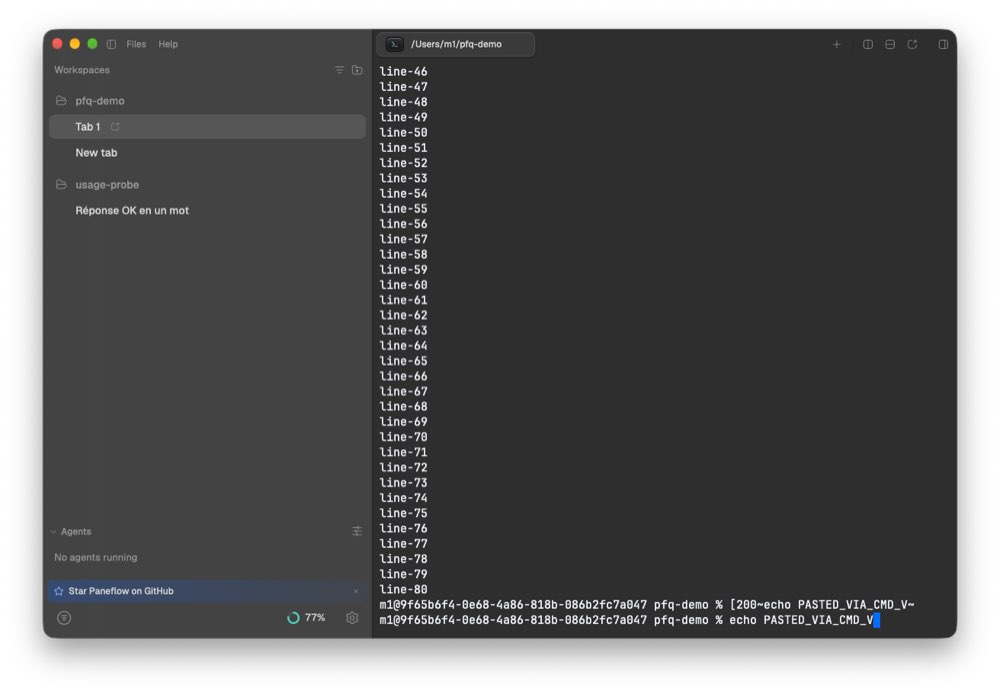 Files Help
Workspaces
pfq-demo
Tab 1
New tab
usage-probe
Réponse OK en un mot
Agents
No agents running
Star Paneflow on GitHub
77%
/Users/m1/pfq-demo
line-46
line-47
line-48
line-49
line-50
line-51
line-52
line-53
line-54
line-55
line-56
line-57
line-58
line-59
line-60
line-61
line-62
line-63
line-64
line-65
line-66
line-67
line-68
line-69
line-70
line-71
line-72
line-73
line-74
line-75
line-76
line-77
line-78
line-79
line-80
m1@9f65b6f4-0e68-4a86-818b-086b2fc7a047 pfq-demo % [200~echo PASTED_VIA_CMD_V~
m1@9f65b6f4-0e68-4a86-818b-086b2fc7a047 pfq-demo % echo PASTED_VIA_CMD_V